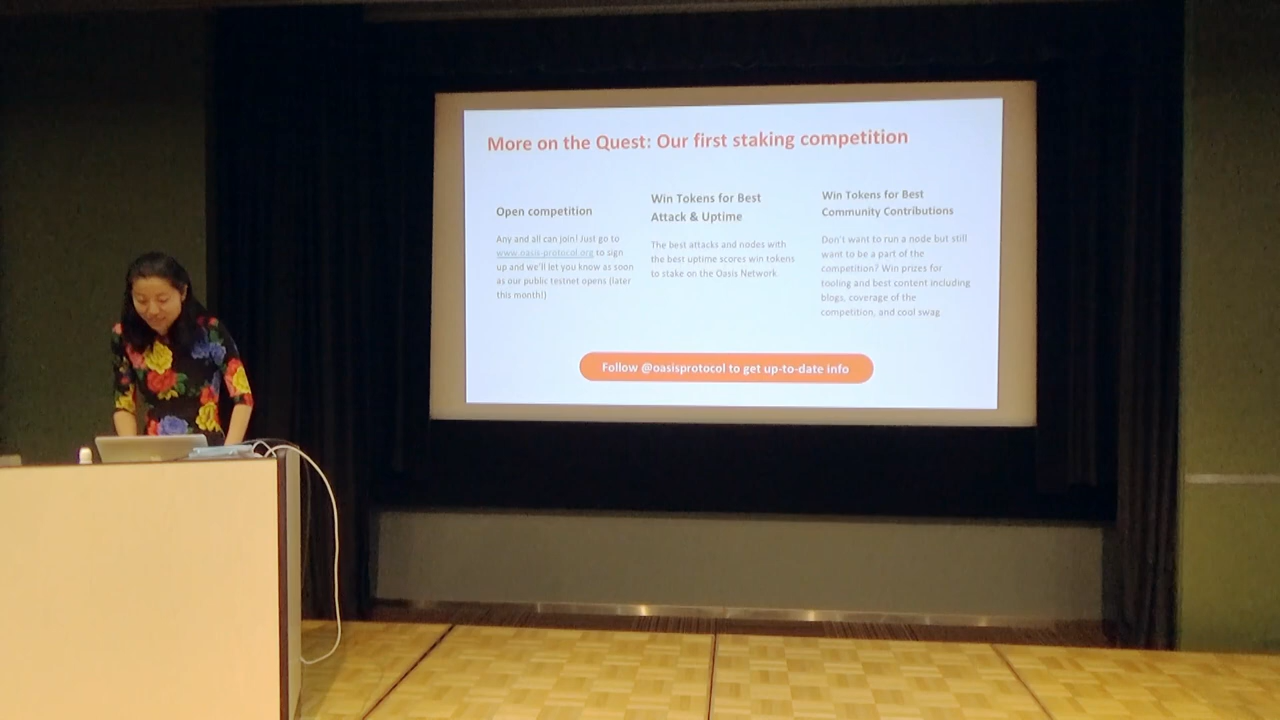 More on the Quest: Our first staking competition
Open competition
Any and all can join! Just go to
www.oasis-protocol.org to sign
up and we'll let you know as soon
as our public testnet opens (later
this month!)
Win Tokens for Best
Attack & Uptime
The best attacks and nodes with
the best uptime scores win tokens
to stake on the Oasis Network
Win Tokens for Best
Community Contributions
Don't want to run a node but still
want to be a part of the
competition? Win prizes for
tooling and best content including
blogs, coverage of the
competition, and cool swag
Follow @oasisprotocol to get up-to-date info